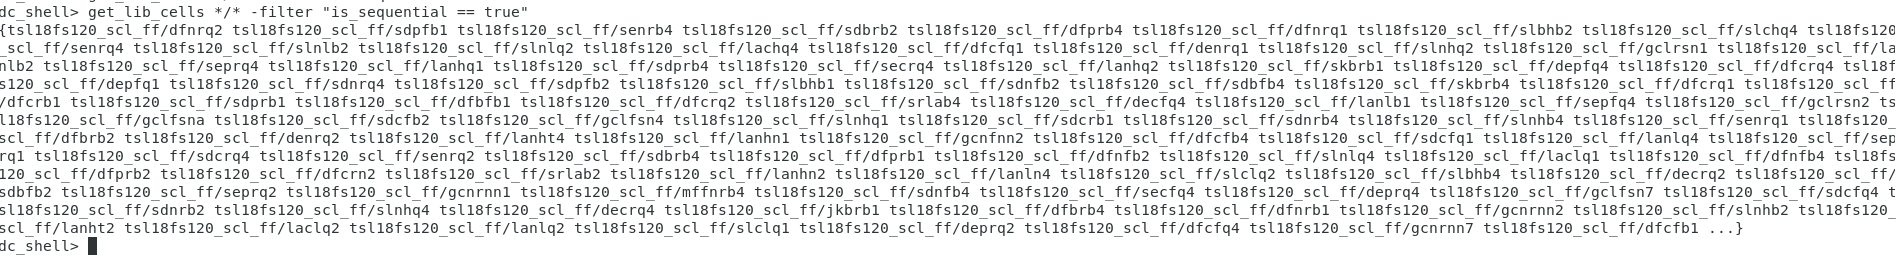 dc_shell> get_lib_cells */* -filter "is_sequential == true"
{tsl18fs120_scl_ff/dfnrq2 tsl18fs120_scl_ff/sdpfb1 tsl18fs120_scl_ff/senrb4 tsl18fs120_scl_ff/sdbrb2 tsl18fs120_scl_ff/dfprb4 tsl18fs120_scl_ff/dfnrq1 tsl18fs120_scl_ff/slbhb2 tsl18fs120_scl_ff/slchq4 tsl18fs120
_scl_ff/senrq4 tsl18fs120_scl_ff/slnlb2 tsl18fs120_scl_ff/slnlq2 tsl18fs120_scl_ff/lachq4 tsl18fs120_scl_ff/dfcfq1 tsl18fs120_scl_ff/denrq1 tsl18fs120_scl_ff/slnhq2 tsl18fs120_scl_ff/gclrsn1 tsl18fs120_scl_ff/la
nlb2 tsl18fs120_scl_ff/seprq4 tsl18fs120_scl_ff/lanhq1 tsl18fs120_scl_ff/sdprb4 tsl18fs120_scl_ff/secrq4 tsl18fs120_scl_ff/lanhq2 tsl18fs120_scl_ff/skbrb1 tsl18fs120_scl_ff/depfq4 tsl18fs120_scl_ff/dfcrq4 tsl18f
s120_scl_ff/depfq1 tsl18fs120_scl_ff/sdnrq4 tsl18fs120_scl_ff/sdpfb2 tsl18fs120_scl_ff/slbhb1 tsl18fs120_scl_ff/sdnfb2 tsl18fs120_scl_ff/sdbfb4 tsl18fs120_scl_ff/skbrb4 tsl18fs120_scl_ff/dfcrq1 tsl18fs120_scl_ff
/dfcrb1 tsl18fs120_scl_ff/sdprb1 tsl18fs120_scl_ff/dfbfb1 tsl18fs120_scl_ff/dfcrq2 tsl18fs120_scl_ff/srlab4 tsl18fs120_scl_ff/decfq4 tsl18fs120_scl_ff/lanlb1 tsl18fs120_scl_ff/sepfq4 tsl18fs120_scl_ff/gclrsn2 ts
l18fs120_scl_ff/gclfsna tsl18fs120_scl_ff/sdcfb2 tsl18fs120_scl_ff/gclfsn4 tsl18fs120_scl_ff/slnhq1 tsl18fs120_scl_ff/sdcrb1 tsl18fs120_scl_ff/sdnrb4 tsl18fs120_scl_ff/slnhb4 tsl18fs120_scl_ff/senrq1 tsl18fs120_
scl_ff/dfbrb2 tsl18fs120_scl_ff/denrq2 tsl18fs120_scl_ff/lanht4 tsl18fs120_scl_ff/lanhn1 tsl18fs120_scl_ff/gcnfnn2 tsl18fs120_scl_ff/dfcfb4 tsl18fs120_scl_ff/sdcfq1 tsl18fs120_scl_ff/lanlq4 tsl18fs120_scl_ff/sep
rq1 tsl18fs120_scl_ff/sdcrq4 tsl18fs120_scl_ff/senrq2 tsl18fs120_scl_ff/sdbrb4 tsl18fs120_scl_ff/dfprb1 tsl18fs120_scl_ff/dfnfb2 tsl18fs120_scl_ff/slnlq4 tsl18fs120_scl_ff/laclq1 tsl18fs120_scl_ff/dfnfb4 tsl18fs
120_scl_ff/dfprb2 tsl18fs120_scl_ff/dfcrn2 tsl18fs120_scl_ff/srlab2 tsl18fs120_scl_ff/lanhn2 tsl18fs120_scl_ff/lanln4 tsl18fs120_scl_ff/slclq2 tsl18fs120_scl_ff/slbhb4 tsl18fs120_scl_ff/decrq2 tsl18fs120_scl_ff/
sdbfb2 tsl18fs120_scl_ff/seprq2 tsl18fs120_scl_ff/gcnrnn1 tsl18fs120_scl_ff/mffnrb4 tsl18fs120_scl_ff/sdnfb4 tsl18fs120_scl_ff/secfq4 tsl18fs120_scl_ff/deprq4 tsl18fs120_scl_ff/gclfsn7 tsl18fs120_scl_ff/sdcfq4 t
sl18fs120_scl_ff/sdnrb2 tsl18fs120_scl_ff/slnhq4 tsl18fs120_scl_ff/decrq4 tsl18fs120_scl_ff/jkbrb1 tsl18fs120_scl_ff/dfbrb4 tsl18fs120_scl_ff/dfnrb1 tsl18fs120_scl_ff/gcnrnn2 tsl18fs120_scl_ff/slnhb2 tsl18fs120_
scl_ff/lanht2 tsl18fs120_scl_ff/laclq2 tsl18fs120_scl_ff/lanlq2 tsl18fs120_scl_ff/slclq1 tsl18fs120_scl_ff/deprq2 tsl18fs120_scl_ff/dfcfq4 tsl18fs120_scl_ff/gcnrnn7 tsl18fs120_scl_ff/dfcfb1 ...}
dc_shell>